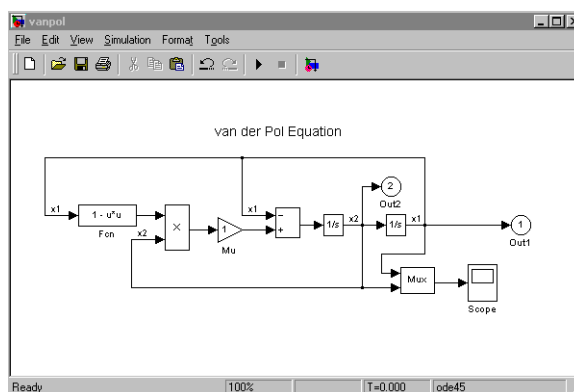 vanpol
File Edit View Simulation Format Tools
van der Pol Equation
x1
1 - u*u
Fcn
x2
×
1
Mu
x1
−
+
1/s
x2
2
Out2
1/s
x1
1
Out1
Mux
Scope
Ready 100% T=0.000 ode45